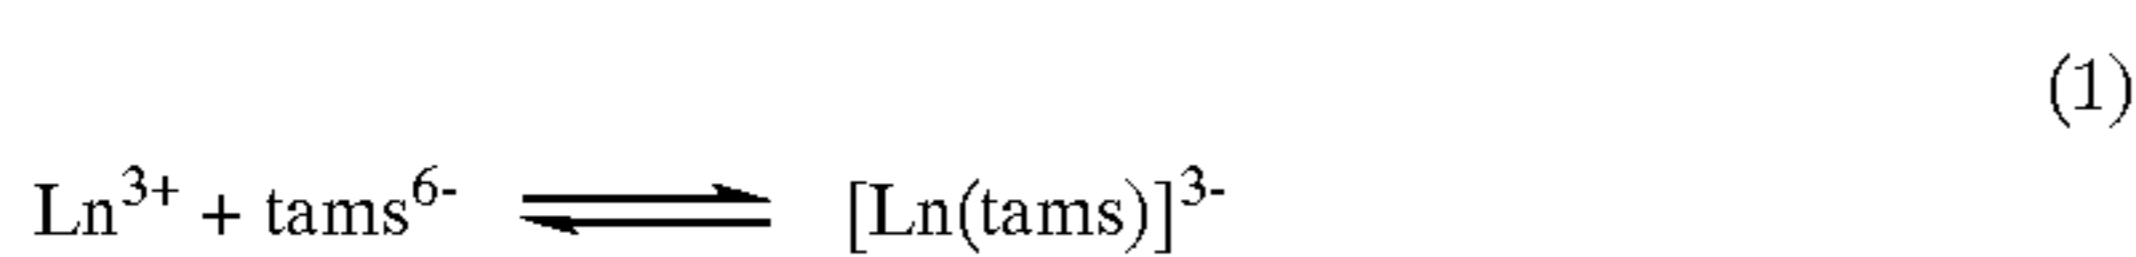 (1)
Ln³⁺ + tams⁶⁻ ⇌ [Ln(tams)]³⁻